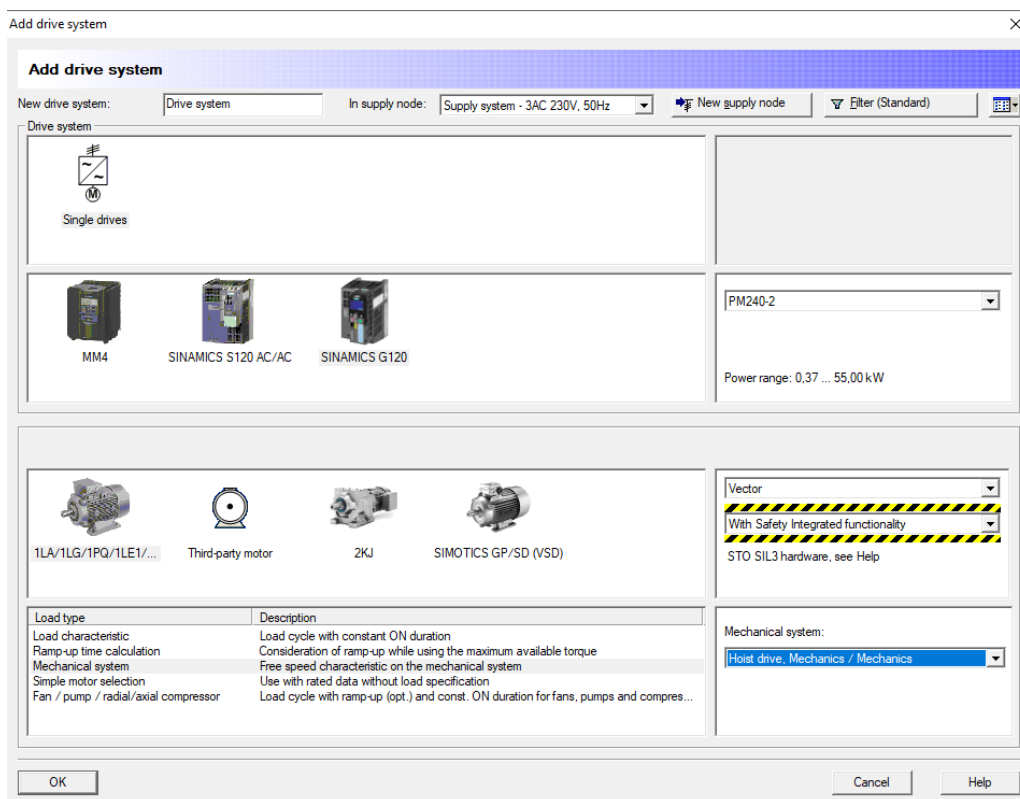 Add drive system
Add drive system
New drive system: Drive system In supply node: Supply system - 3AC 230V, 50Hz New supply node Filter (Standard)
Drive system
M
Single drives
PM240-2
MM4 SINAMICS S120 AC/AC SINAMICS G120
Power range: 0,37 ... 55,00 kW
Vector
With Safety Integrated functionality
1LA/1LG/1PQ/1LE1/... Third-party motor 2KJ SIMOTICS GP/SD (VSD)
STO SIL3 hardware, see Help
Load type Description
Load characteristic Load cycle with constant ON duration
Ramp-up time calculation Consideration of ramp-up while using the maximum available torque
Mechanical system Free speed characteristic on the mechanical system
Simple motor selection Use with rated data without load specification
Fan / pump / radial/axial compressor Load cycle with ramp-up (opt.) and const. ON duration for fans, pumps and compres...
Mechanical system:
Hoist drive, Mechanics / Mechanics
OK Cancel Help